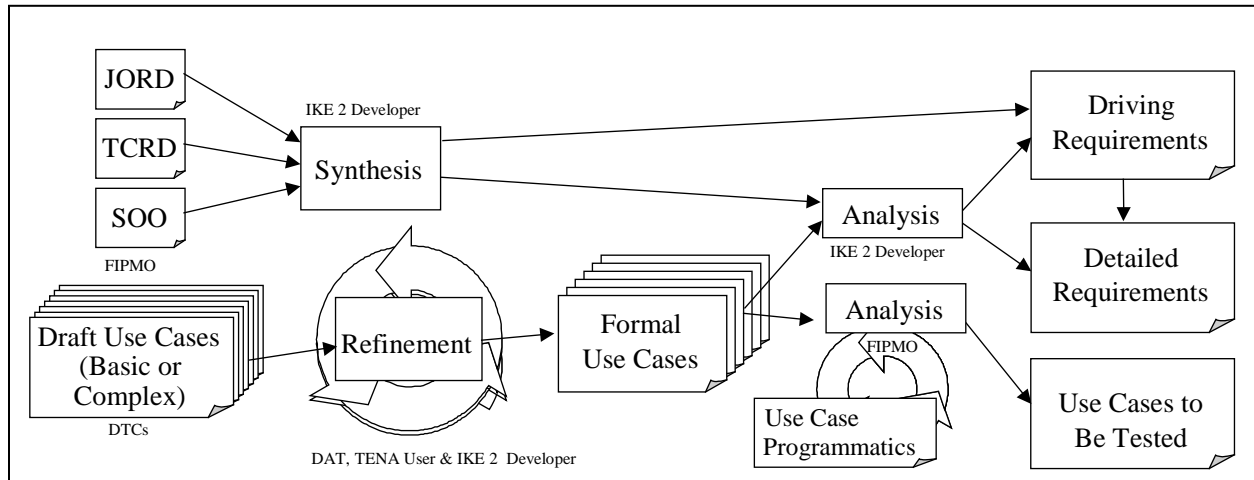 JORD
TCRD
SOO
FIPMO
IKE 2 Developer
Synthesis
Driving
Requirements
Analysis
IKE 2 Developer
Detailed
Requirements
Draft Use Cases
(Basic or
Complex)
DTCs
Refinement
DAT, TENA User & IKE 2 Developer
Formal
Use Cases
Analysis
FIPMO
Use Case
Programmatics
Use Cases to
Be Tested